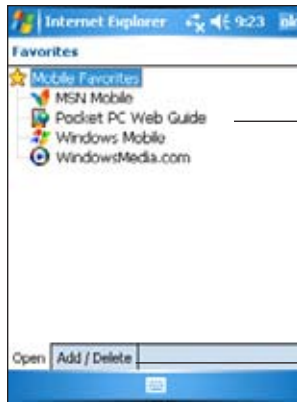 Internet Explorer 9:23 ok
Favorites
Mobile Favorites
MSN Mobile
Pocket PC Web Guide
Windows Mobile
WindowsMedia.com
Open Add / Delete